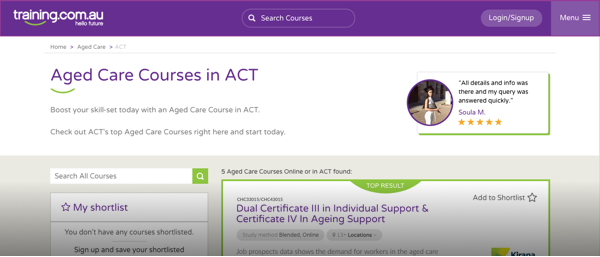 training.com.au
hello future
Search Courses
Login/Signup
Menu
Home > Aged Care > ACT
Aged Care Courses in ACT
Boost your skill-set today with an Aged Care Course in ACT.
Check out ACT's top Aged Care Courses right here and start today.
"All details and info was
there and my query was
answered quickly."
Soula M.
Search All Courses
5 Aged Care Courses Online or in ACT found:
TOP RESULT
My shortlist
You don't have any courses shortlisted.
Sign up and save your shortlisted
CHC33015/CHC43015
Add to Shortlist
Dual Certificate III in Individual Support &
Certificate IV In Ageing Support
Study method Blended, Online
Locations
Job prospects data shows the demand for workers in the aged care
Kirana